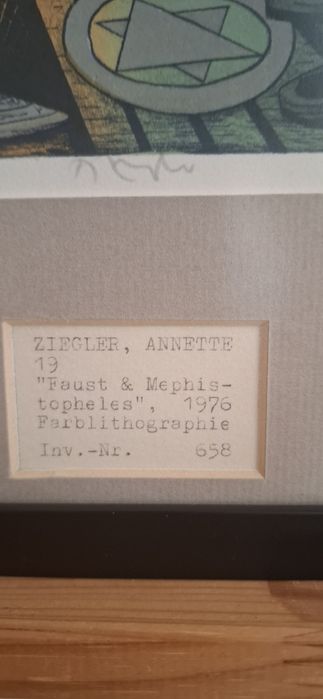 ZIEGLER, ANNETTE
19
"Faust & Mephis-
topheles", 1976
Farblithographie
Inv.-Nr. 658